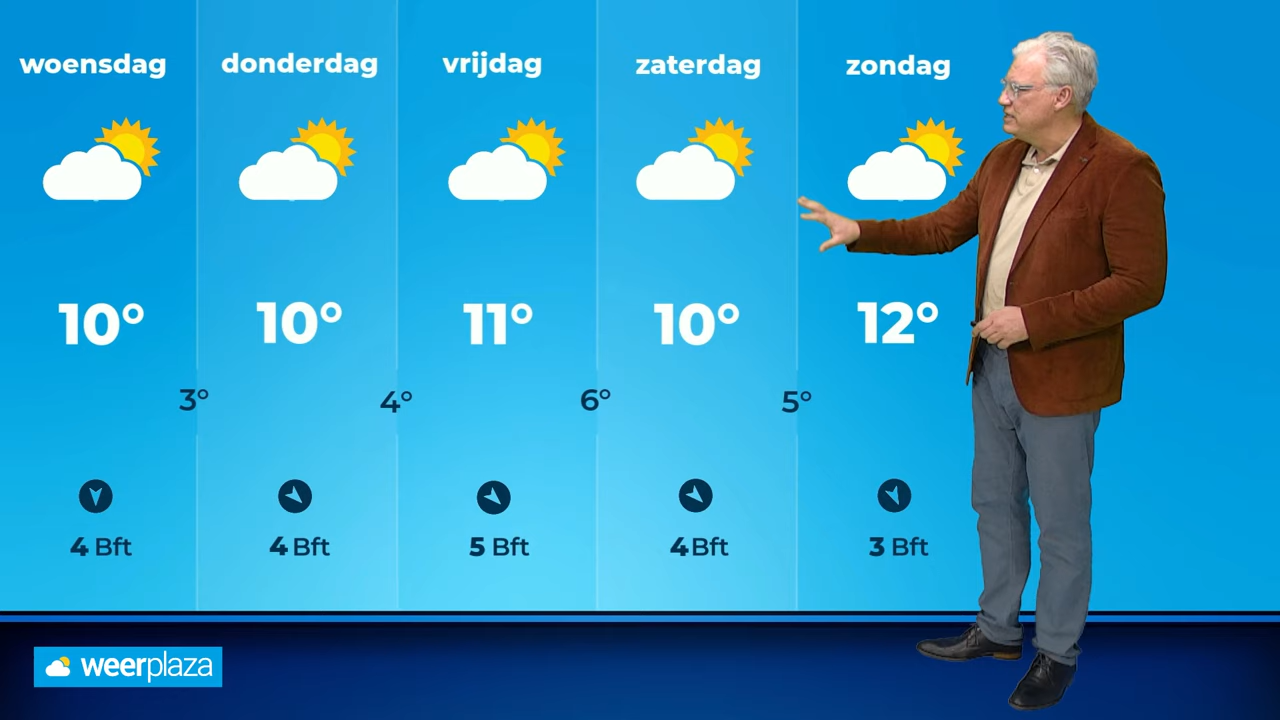 woensdag donderdag vrijdag zaterdag zondag
10° 10° 11° 10° 12°
3° 4° 6° 5°
4 Bft 4 Bft 5 Bft 4 Bft 3 Bft
weerplaza